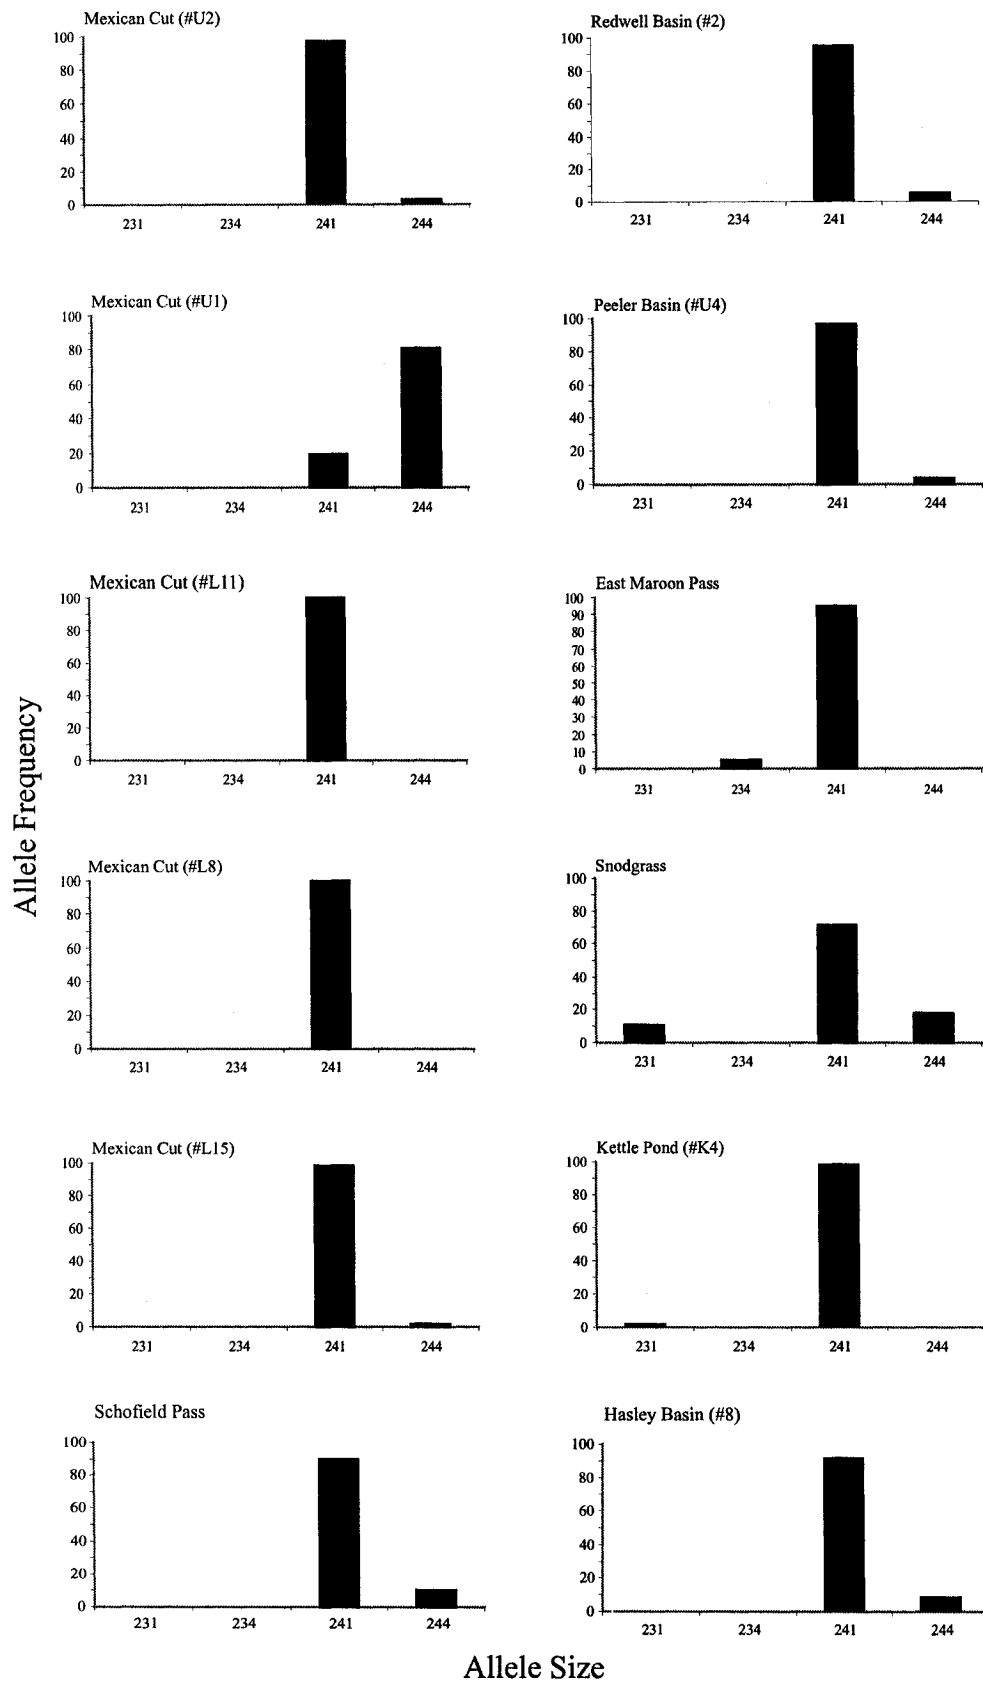 Mexican Cut (#U2)
100
80
60
40
20
0
231 234 241 244
Redwell Basin (#2)
100
80
60
40
20
0
231 234 241 244
Mexican Cut (#U1)
100
80
60
40
20
0
231 234 241 244
Peeler Basin (#U4)
100
80
60
40
20
0
231 234 241 244
Mexican Cut (#L11)
100
80
60
40
20
0
231 234 241 244
East Maroon Pass
100
90
80
70
60
50
40
30
20
10
0
231 234 241 244
Allele Frequency
Mexican Cut (#L8)
100
80
60
40
20
0
231 234 241 244
Snodgrass
100
80
60
40
20
0
231 234 241 244
Mexican Cut (#L15)
100
80
60
40
20
0
231 234 241 244
Kettle Pond (#K4)
100
80
60
40
20
0
231 234 241 244
Schofield Pass
100
80
60
40
20
0
231 234 241 244
Hasley Basin (#8)
100
80
60
40
20
0
231 234 241 244
Allele Size